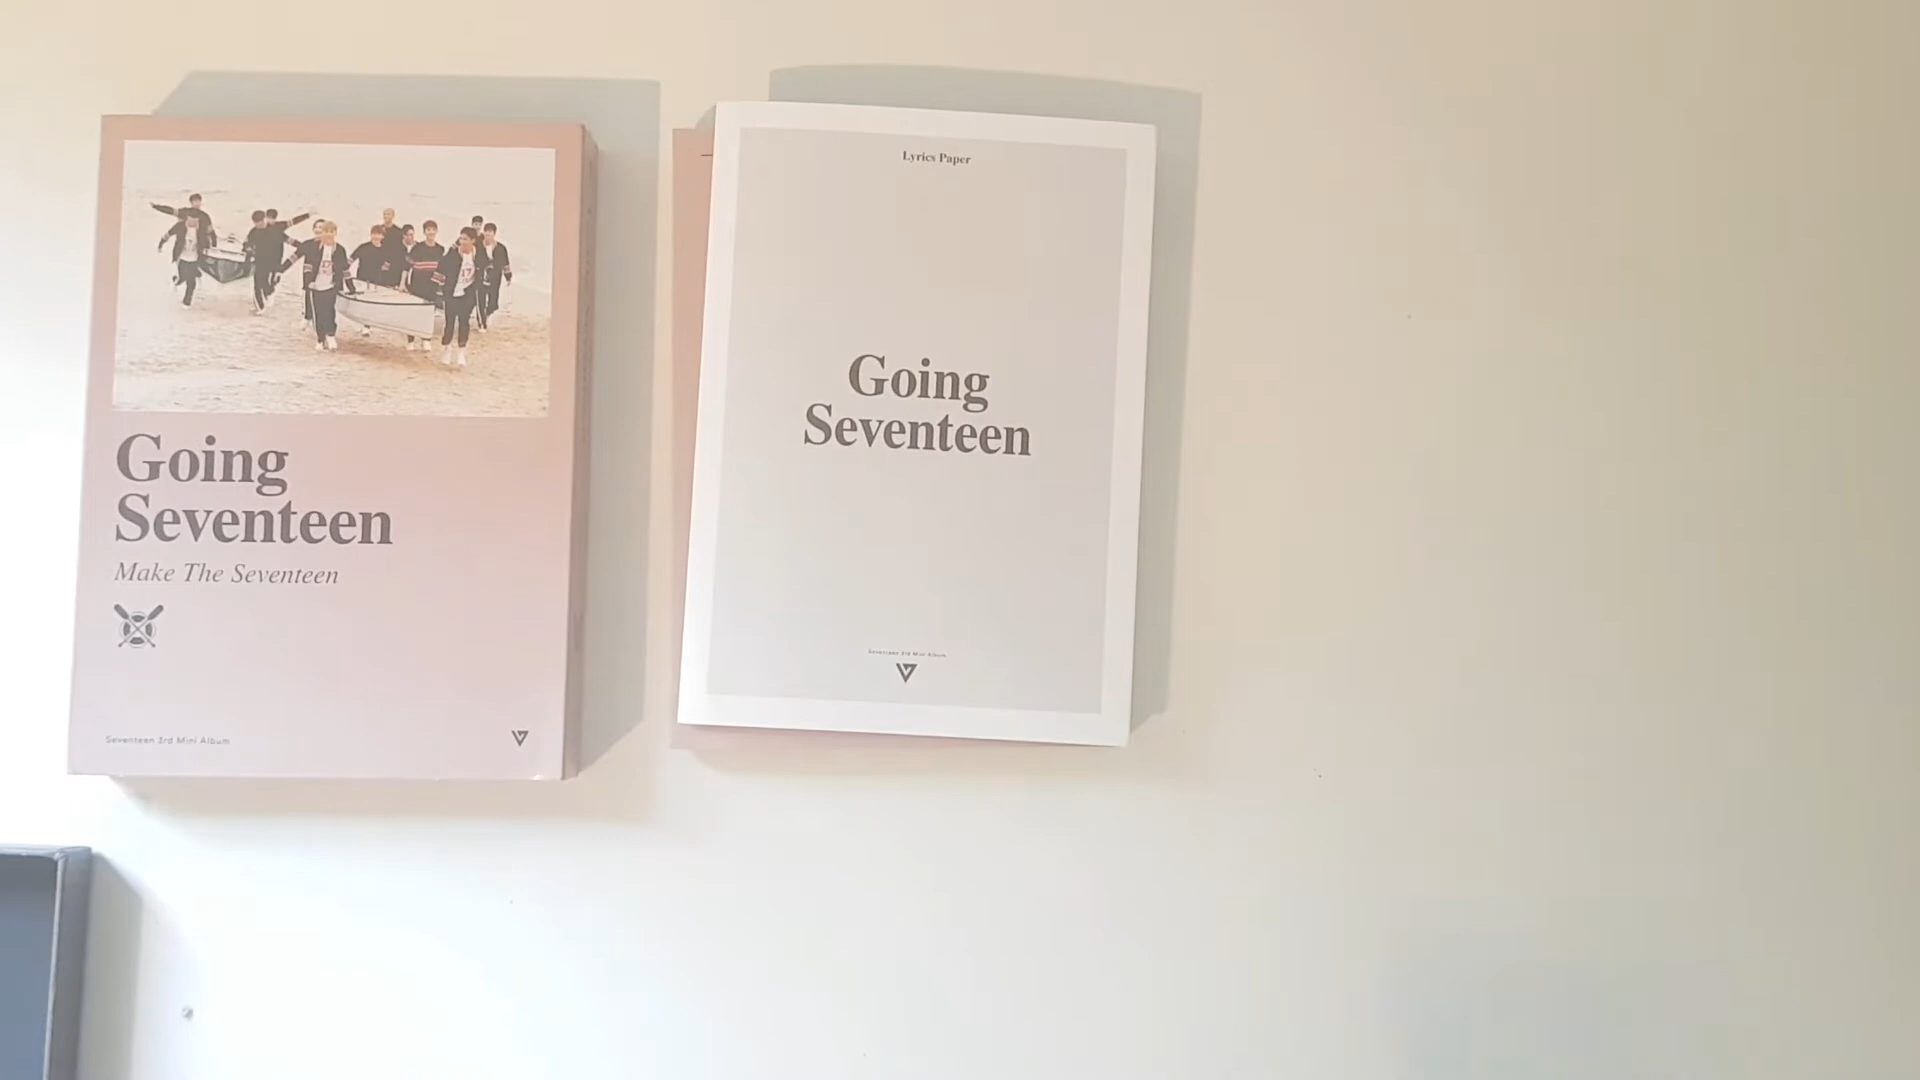 Going
Seventeen
Make The Seventeen
Seventeen 3rd Mini Album
Lyrics Paper
Going
Seventeen
Seventeen 3rd Mini Album